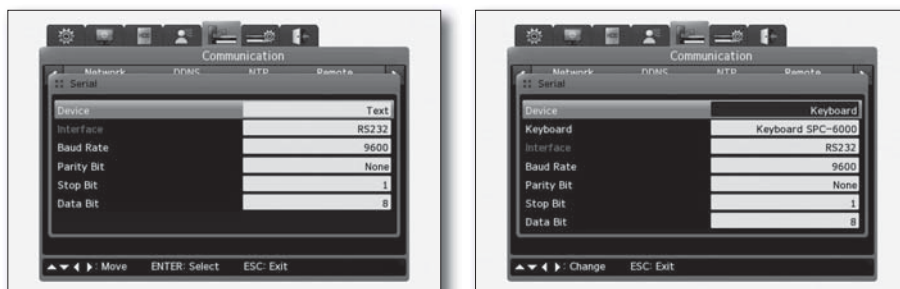 Communication
Network DDNS NTP Remote
Serial
Device Text
Interface RS232
Baud Rate 9600
Parity Bit None
Stop Bit 1
Data Bit 8
: Move ENTER: Select ESC: Exit
Communication
Network DDNS NTP Remote
Serial
Device Keyboard
Keyboard Keyboard SPC-6000
Interface RS232
Baud Rate 9600
Parity Bit None
Stop Bit 1
Data Bit 8
: Change ESC: Exit